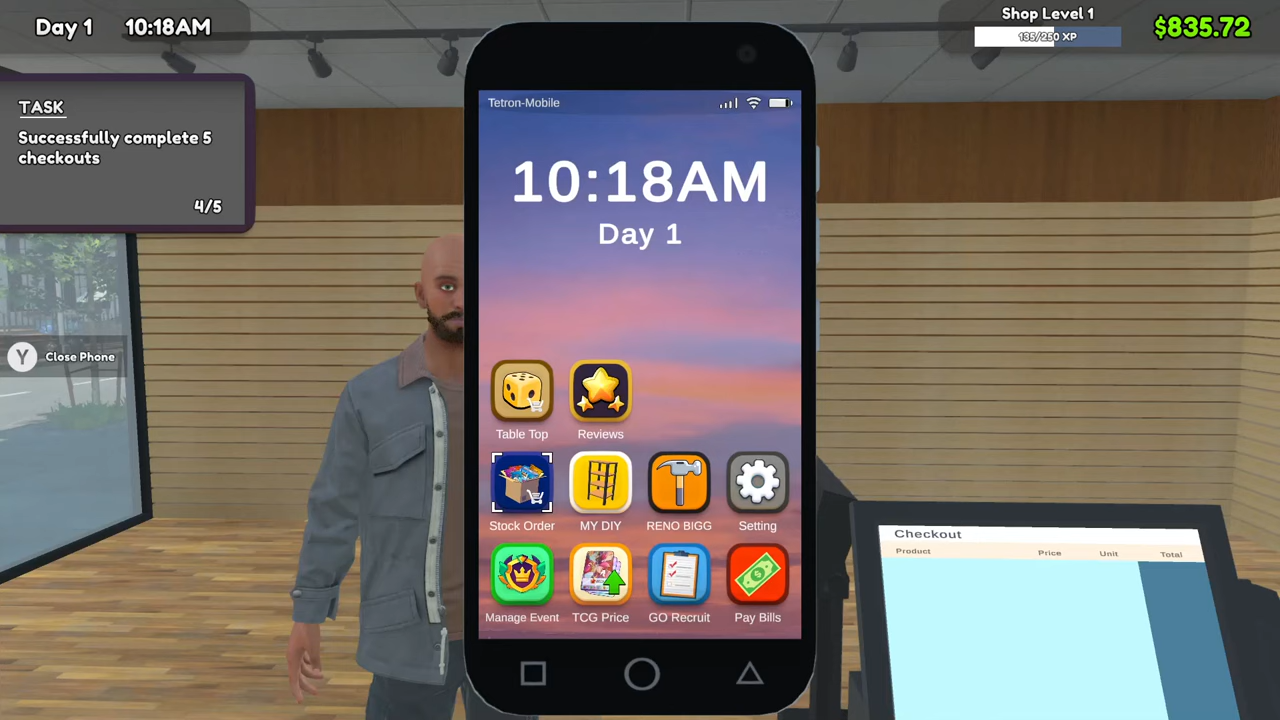 Day 1 10:18AM
Shop Level 1
135/250 XP
$835.72
TASK
Successfully complete 5
checkouts
4/5
Y Close Phone
Tetron-Mobile
10:18AM
Day 1
Table Top Reviews
Stock Order MY DIY RENO BIGG Setting
Manage Event TCG Price GO Recruit Pay Bills
Checkout
Product Price Unit Total